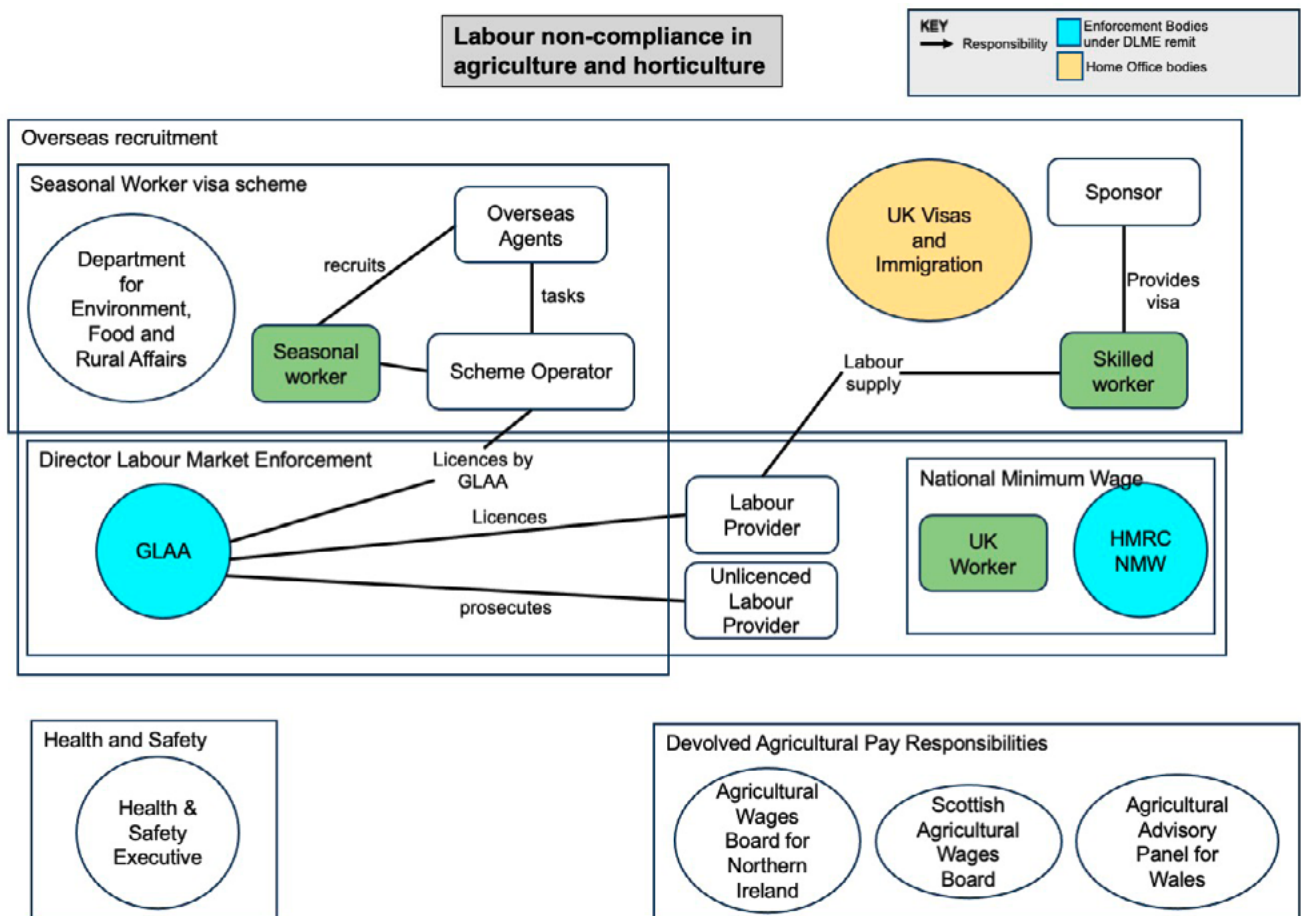 Labour non-compliance in
agriculture and horticulture
KEY
Responsibility
Enforcement Bodies
under DLME remit
Home Office bodies
Overseas recruitment
Seasonal Worker visa scheme
Department
for
Environment,
Food and
Rural Affairs
recruits
Overseas
Agents
tasks
Seasonal
worker
Scheme Operator
UK Visas
and
Immigration
Sponsor
Provides
visa
Labour
supply
Skilled
worker
Director Labour Market Enforcement
Licences by
GLAA
GLAA
Licences
prosecutes
Labour
Provider
Unlicenced
Labour
Provider
National Minimum Wage
UK
Worker
HMRC
NMW
Health and Safety
Health &
Safety
Executive
Devolved Agricultural Pay Responsibilities
Agricultural
Wages
Board for
Northern
Ireland
Scottish
Agricultural
Wages
Board
Agricultural
Advisory
Panel for
Wales